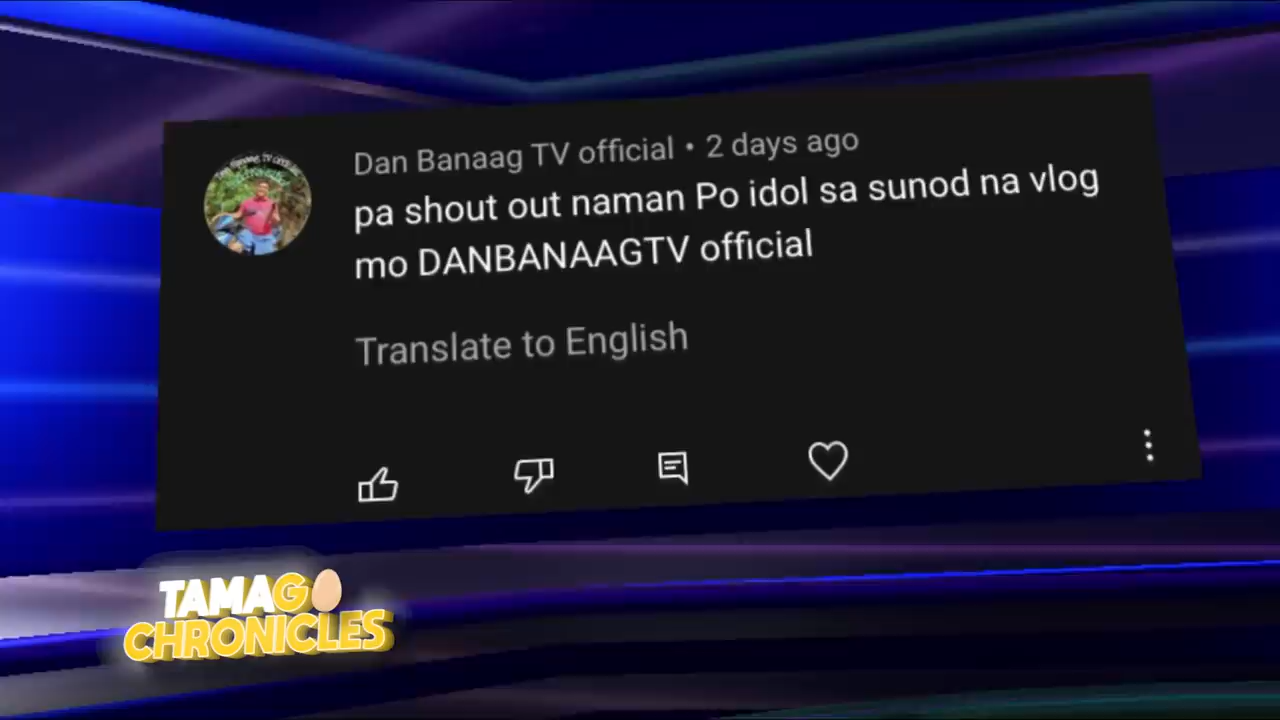 Dan Banaag TV official • 2 days ago
pa shout out naman Po idol sa sunod na vlog
mo DANBANAAGTV official
Translate to English
TAMAGO
CHRONICLES